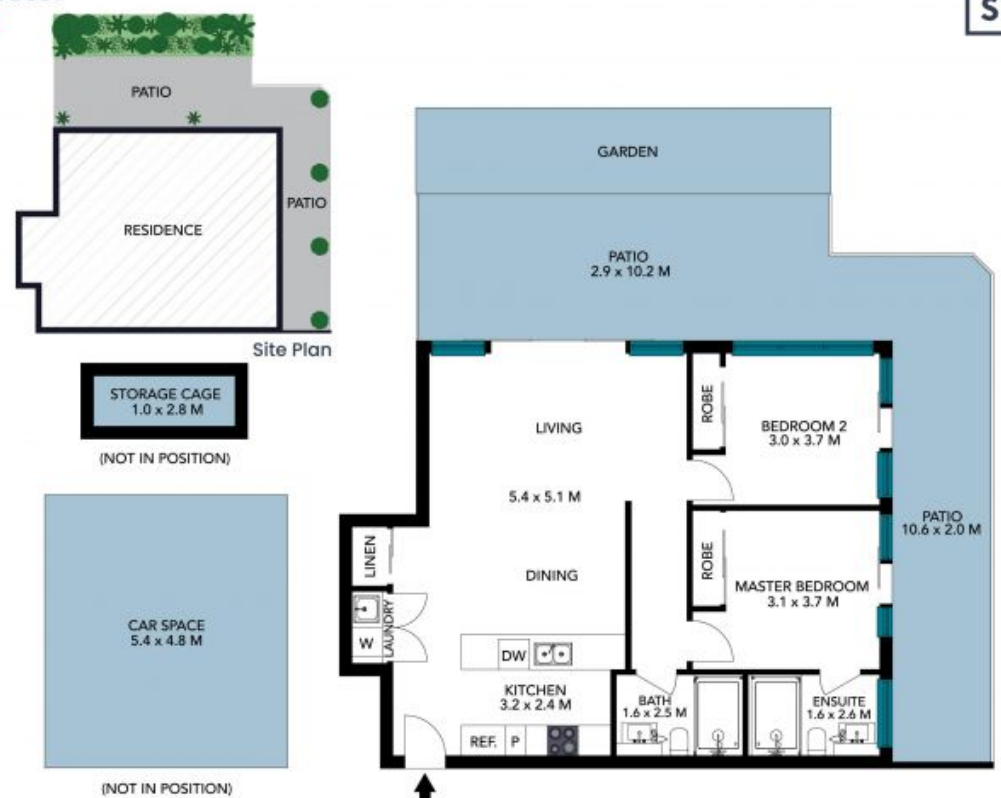 S
PATIO
PATIO
RESIDENCE
Site Plan
STORAGE CAGE
1.0 x 2.8 M
(NOT IN POSITION)
CAR SPACE
5.4 x 4.8 M
(NOT IN POSITION)
GARDEN
PATIO
2.9 x 10.2 M
LIVING
5.4 x 5.1 M
DINING
ROBE
BEDROOM 2
3.0 x 3.7 M
ROBE
MASTER BEDROOM
3.1 x 3.7 M
PATIO
10.6 x 2.0 M
LINEN
LAUNDRY
W
DW
KITCHEN
3.2 x 2.4 M
REF.
P
BATH
1.6 x 2.5 M
ENSUITE
1.6 x 2.6 M